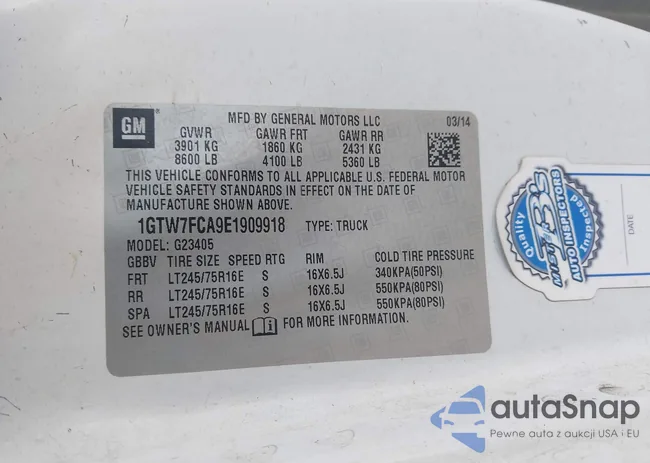 MFD BY GENERAL MOTORS LLC 03/14
GM
GVWR GAWR FRT GAWR RR
3901 KG 1860 KG 2431 KG
8600 LB 4100 LB 5360 LB
THIS VEHICLE CONFORMS TO ALL APPLICABLE U.S. FEDERAL MOTOR
VEHICLE SAFETY STANDARDS IN EFFECT ON THE DATE OF
MANUFACTURE SHOWN ABOVE.
1GTW7FCA9E1909918 TYPE: TRUCK
MODEL: G23405
GBBV TIRE SIZE SPEED RTG RIM COLD TIRE PRESSURE
FRT LT245/75R16E S 16X6.5J 340KPA(50PSI)
RR LT245/75R16E S 16X6.5J 550KPA(80PSI)
SPA LT245/75R16E S 16X6.5J 550KPA(80PSI)
SEE OWNER'S MANUAL i FOR MORE INFORMATION.
Quality
Inspected
AUTO INSPECTORS
DATE
autaSnap
Pewne auta z aukcji USA i EU